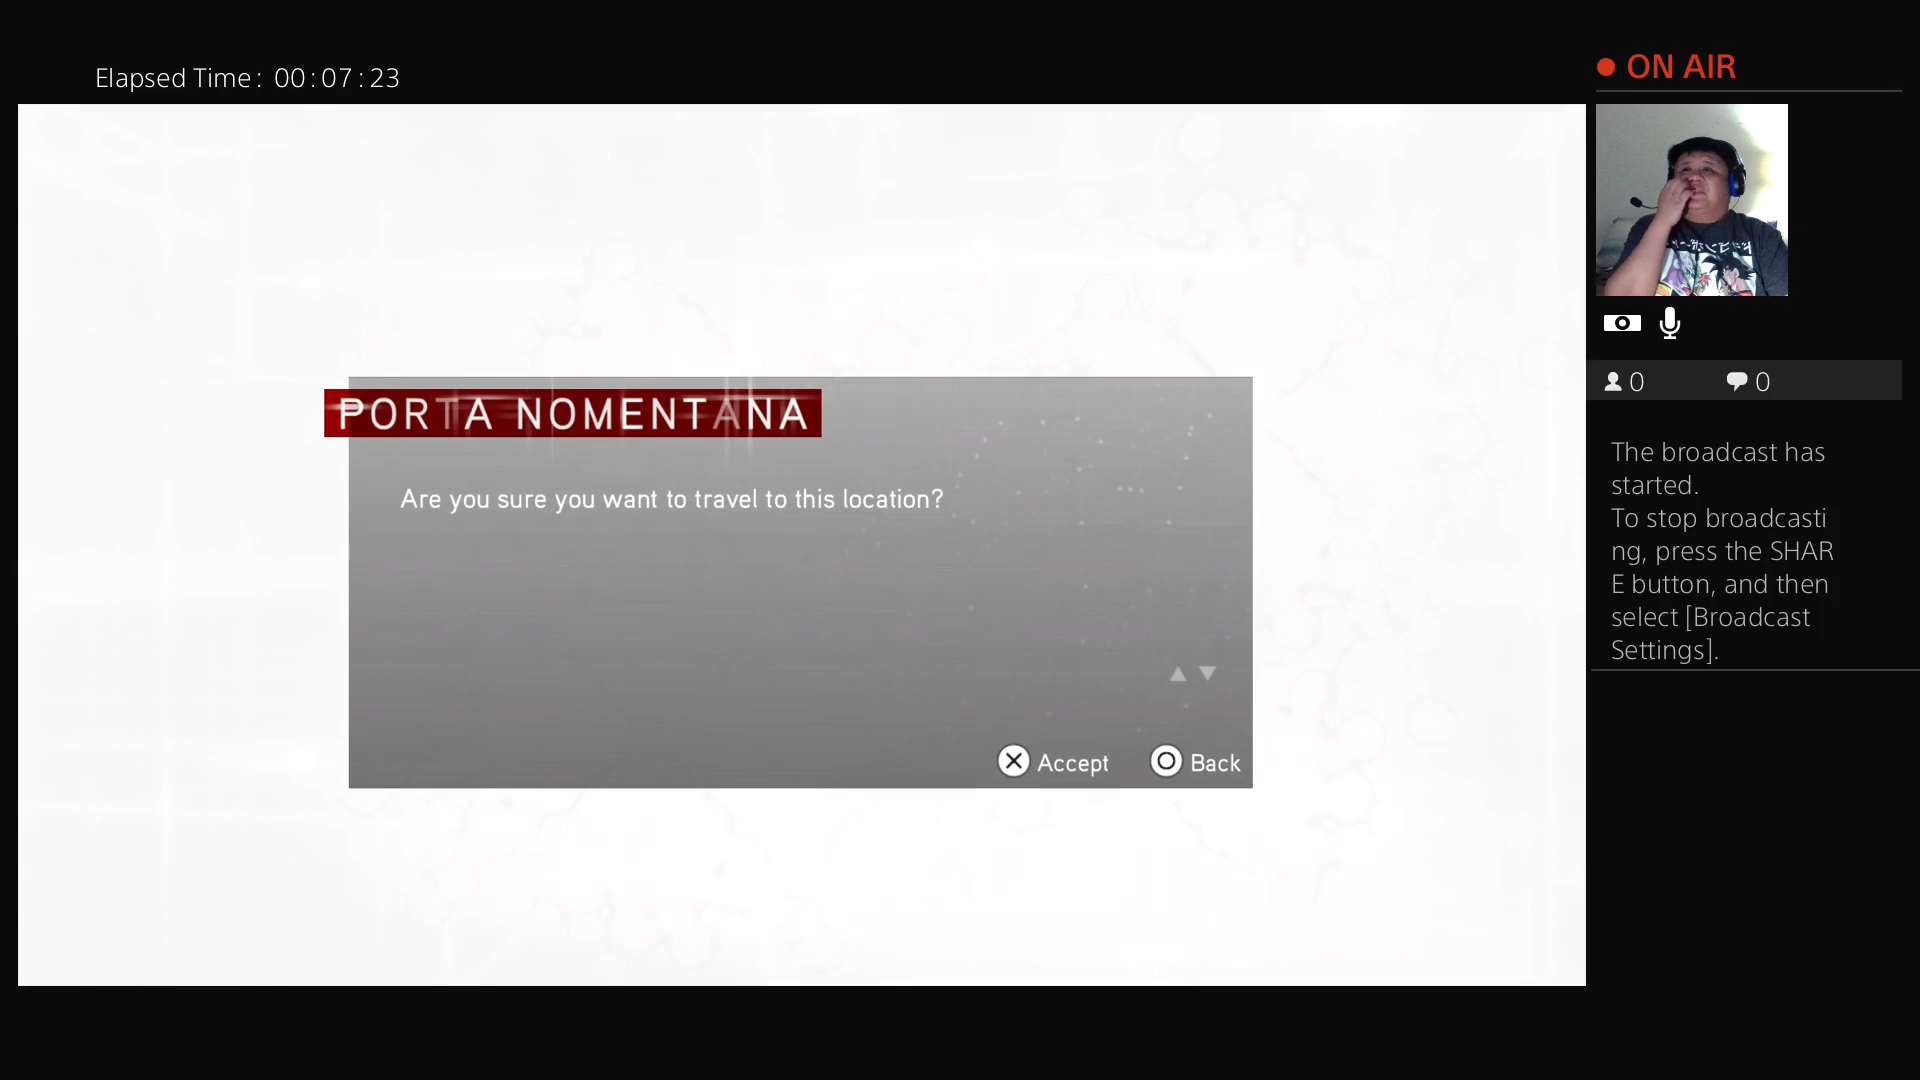 Elapsed Time: 00:07:23
ON AIR
0 0
PORTA NOMENTANA
Are you sure you want to travel to this location?
Accept Back
The broadcast has
started.
To stop broadcasti
ng, press the SHAR
E button, and then
select [Broadcast
Settings].